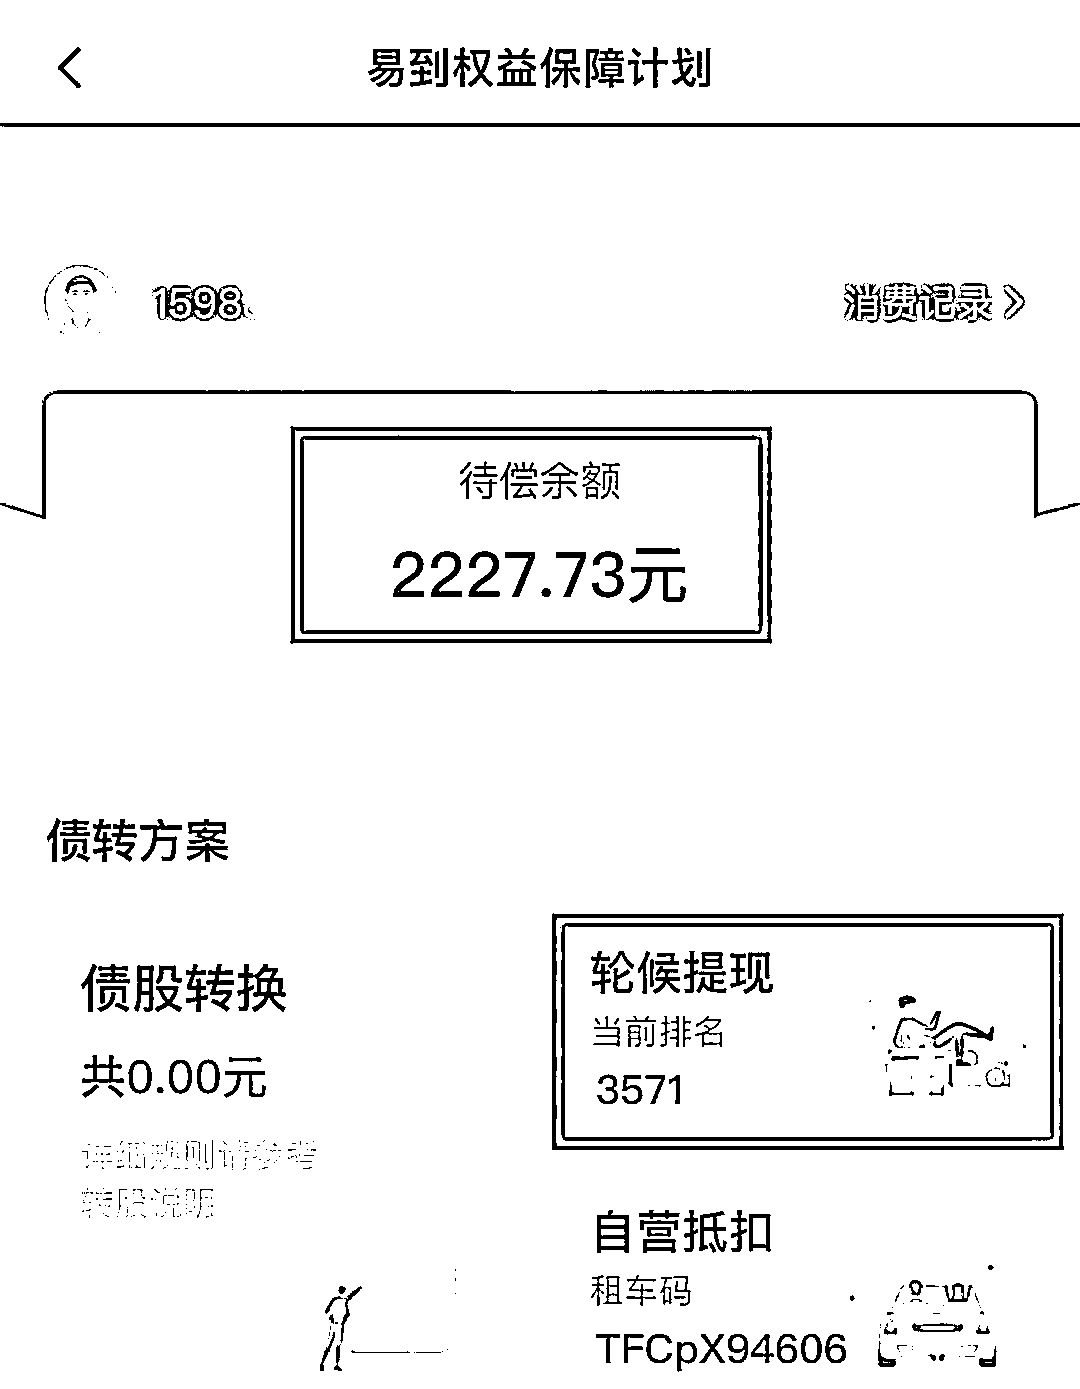 易到权益保障计划
1598
消费记录
待偿余额
2227.73元
债转方案
债股转换
共0.00元
详细规则请参考
转股说明
轮候提现
当前排名
3571
自营抵扣
租车码
TFCpX94606